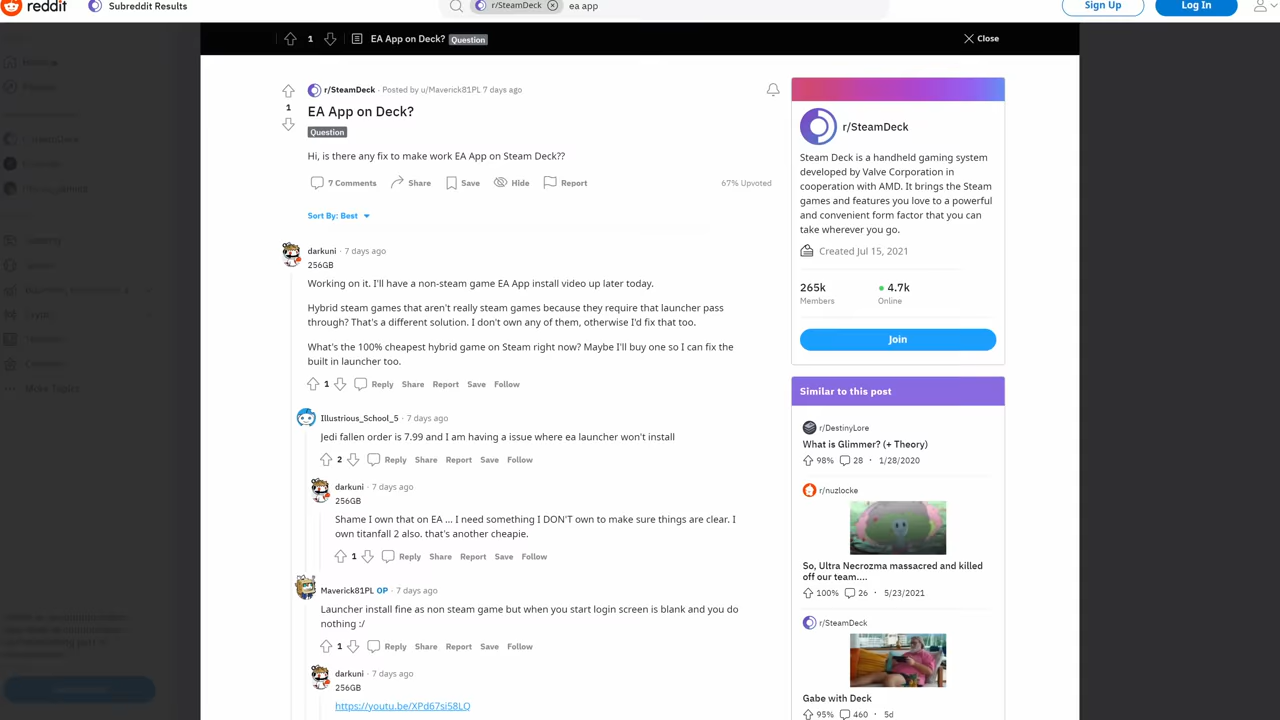 reddit
Subreddit Results
r/SteamDeck
ea app
Sign Up
Log In
1
EA App on Deck? Question
Close
r/SteamDeck · Posted by u/Maverick81PL 7 days ago
1
EA App on Deck?
Question
Hi, is there any fix to make work EA App on Steam Deck??
7 Comments Share Save Hide Report
67% Upvoted
Sort By: Best
darkuni · 7 days ago
256GB
Working on it. I'll have a non-steam game EA App install video up later today.
Hybrid steam games that aren't really steam games because they require that launcher pass
through? That's a different solution. I don't own any of them, otherwise I'd fix that too.
What's the 100% cheapest hybrid game on Steam right now? Maybe I'll buy one so I can fix the
built in launcher too.
1 Reply Share Report Save Follow
Illustrious_School_5 · 7 days ago
Jedi fallen order is 7.99 and I am having a issue where ea launcher won't install
2 Reply Share Report Save Follow
darkuni · 7 days ago
256GB
Shame I own that on EA ... I need something I DON'T own to make sure things are clear. I
own titanfall 2 also. that's another cheapie.
1 Reply Share Report Save Follow
Maverick81PL OP · 7 days ago
Launcher install fine as non steam game but when you start login screen is blank and you do
nothing :/
1 Reply Share Report Save Follow
darkuni · 7 days ago
256GB
https://youtu.be/XPd67si58LQ
r/SteamDeck
Steam Deck is a handheld gaming system
developed by Valve Corporation in
cooperation with AMD. It brings the Steam
games and features you love to a powerful
and convenient form factor that you can
take wherever you go.
Created Jul 15, 2021
265k
Members
4.7k
Online
Join
Similar to this post
r/DestinyLore
What is Glimmer? (+ Theory)
98% 28 · 1/28/2020
r/nuzlocke
So, Ultra Necrozma massacred and killed
off our team....
100% 26 · 5/23/2021
r/SteamDeck
Gabe with Deck
95% 460 · 5d